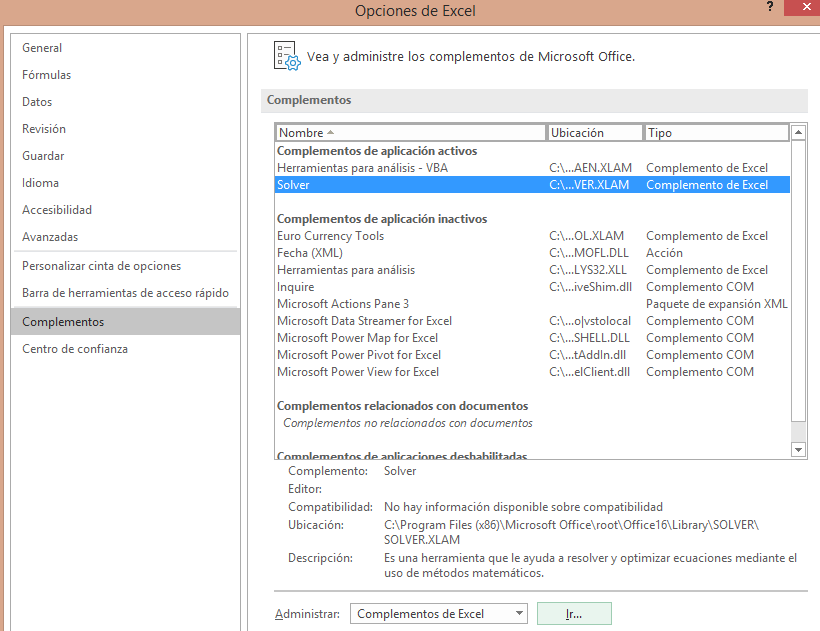 Opciones de Excel
?
General
Fórmulas
Datos
Revisión
Guardar
Idioma
Accesibilidad
Avanzadas
Personalizar cinta de opciones
Barra de herramientas de acceso rápido
Complementos
Centro de confianza
Vea y administre los complementos de Microsoft Office.
Complementos
Nombre Ubicación Tipo
Complementos de aplicación activos
Herramientas para análisis - VBA C:\...AEN.XLAM Complemento de Excel
Solver C:\...VER.XLAM Complemento de Excel
Complementos de aplicación inactivos
Euro Currency Tools C:\...OL.XLAM Complemento de Excel
Fecha (XML) C:\...MOFL.DLL Acción
Herramientas para análisis C:\...LYS32.XLL Complemento de Excel
Inquire C:\...iveShim.dll Complemento COM
Microsoft Actions Pane 3 Paquete de expansión XML
Microsoft Data Streamer for Excel C:\...o|vstolocal Complemento COM
Microsoft Power Map for Excel C:\...SHELL.DLL Complemento COM
Microsoft Power Pivot for Excel C:\...tAddIn.dll Complemento COM
Microsoft Power View for Excel C:\...elClient.dll Complemento COM
Complementos relacionados con documentos
Complementos no relacionados con documentos
Complementos de aplicaciones deshabilitadas
Complemento: Solver
Editor:
Compatibilidad: No hay información disponible sobre compatibilidad
Ubicación: C:\Program Files (x86)\Microsoft Office\root\Office16\Library\SOLVER\
SOLVER.XLAM
Descripción: Es una herramienta que le ayuda a resolver y optimizar ecuaciones mediante el
uso de métodos matemáticos.
Administrar: Complementos de Excel Ir...